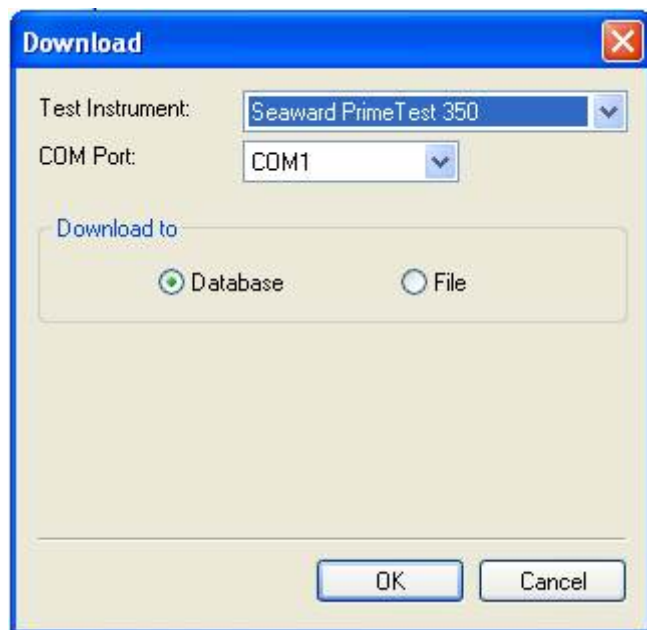 Download
Test Instrument: Seaward PrimeTest 350
COM Port: COM1
Download to
Database File
OK Cancel